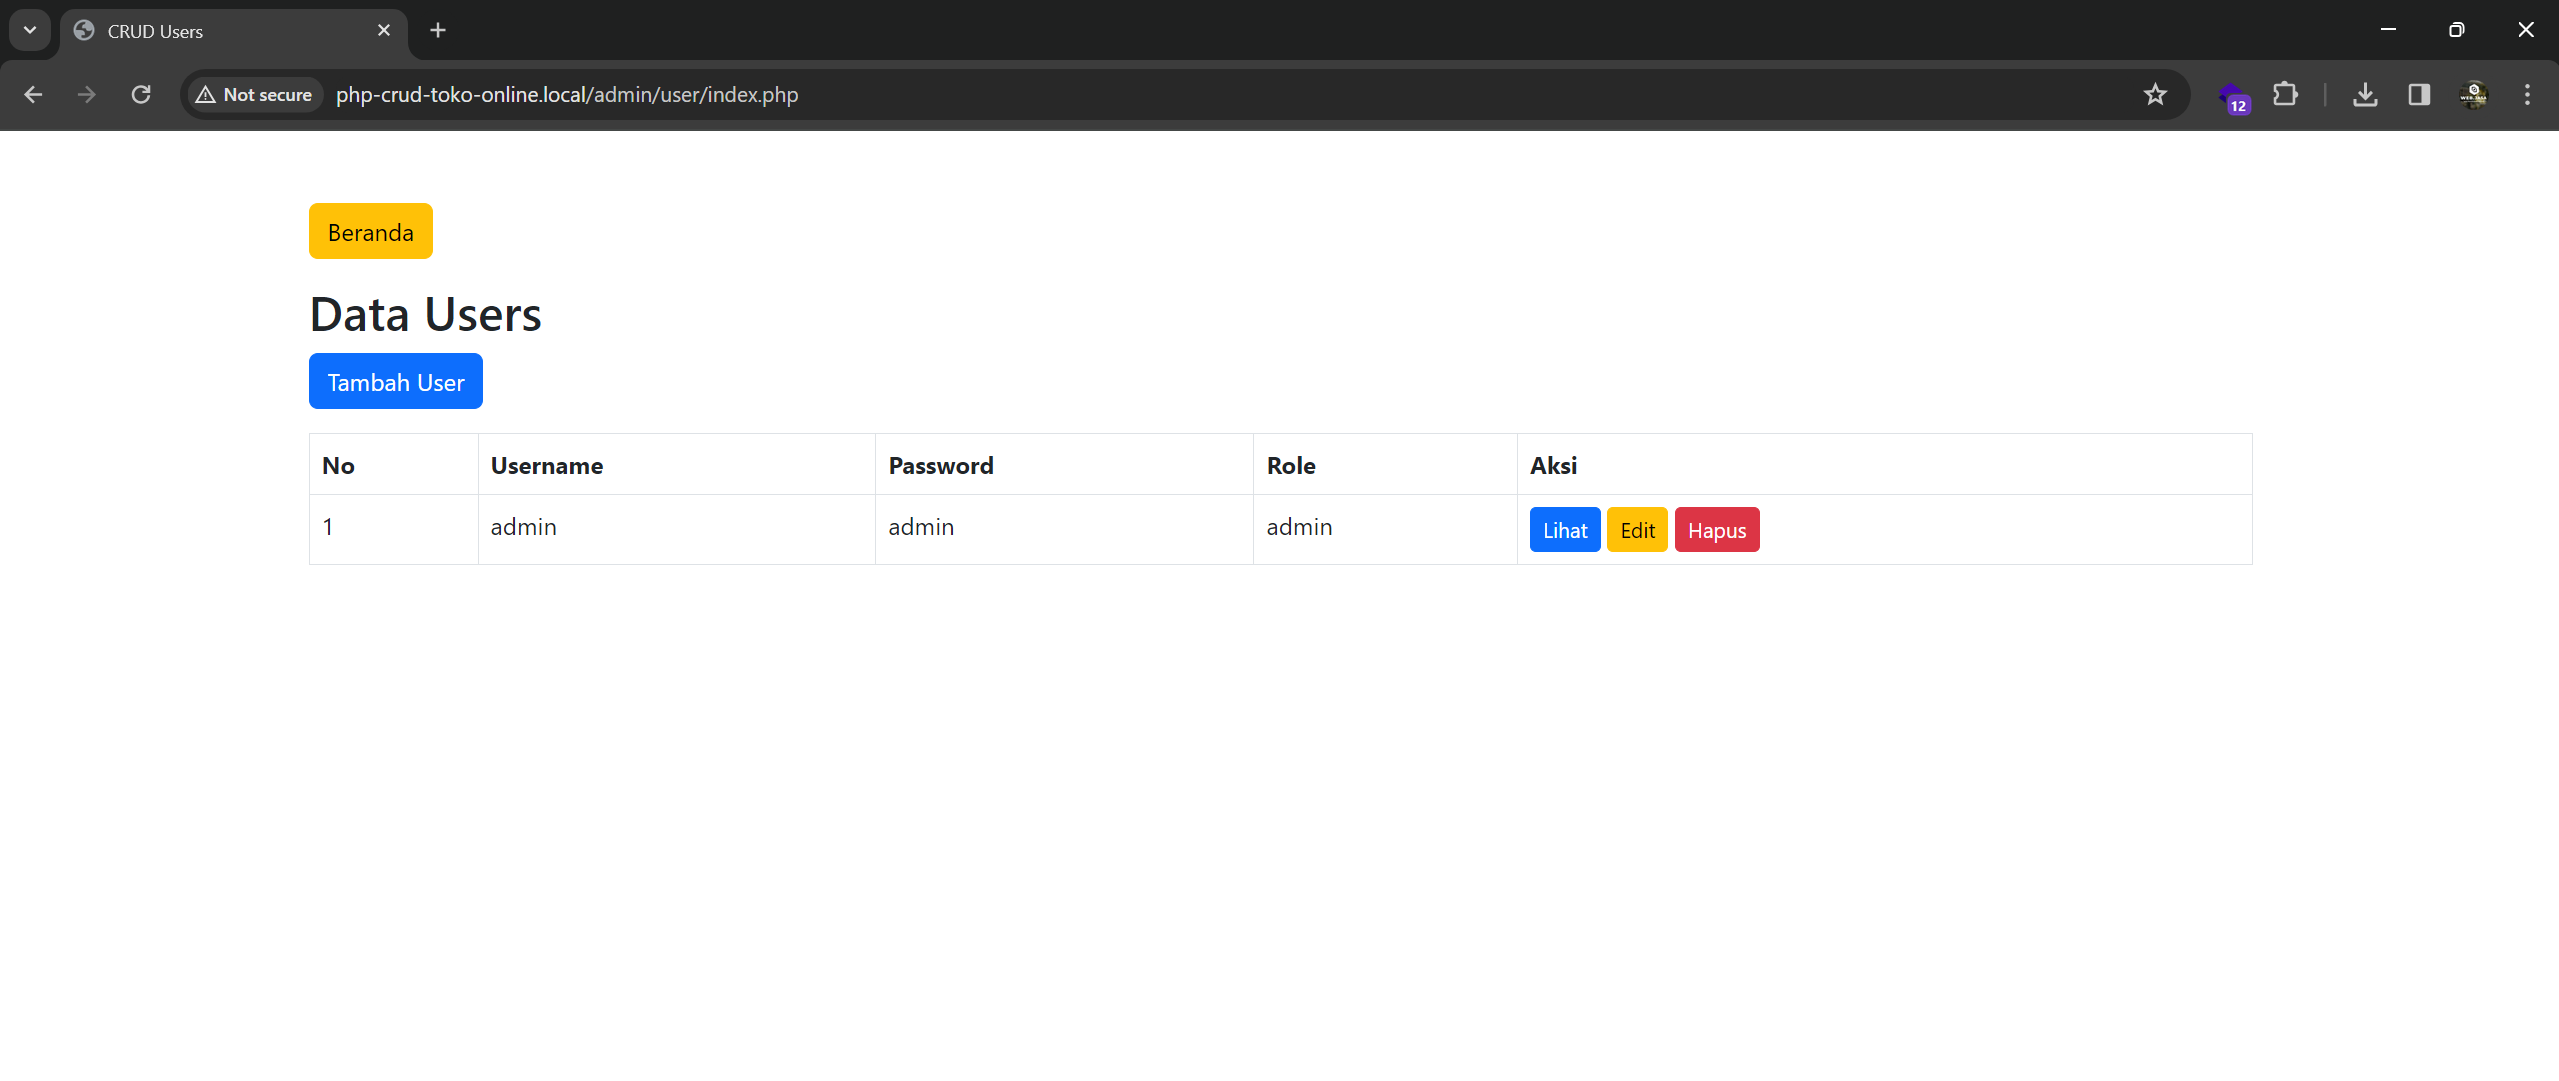 CRUD Users
Not secure php-crud-toko-online.local/admin/user/index.php
12
Beranda
Data Users
Tambah User
No Username Password Role Aksi
1 admin admin admin Lihat Edit Hapus